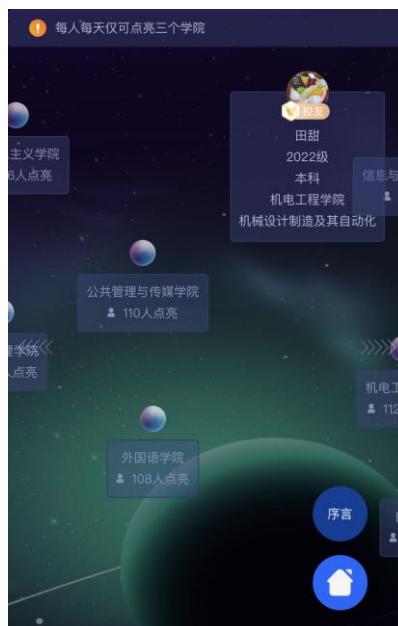 每人每天仅可点亮三个学院
校友
田甜
2022级
本科
机电工程学院
机械设计制造及其自动化
主义学院
6人点亮
信息与
公共管理与传媒学院
110人点亮
理学院
人点亮
机电工
112
外国语学院
108人点亮
序言